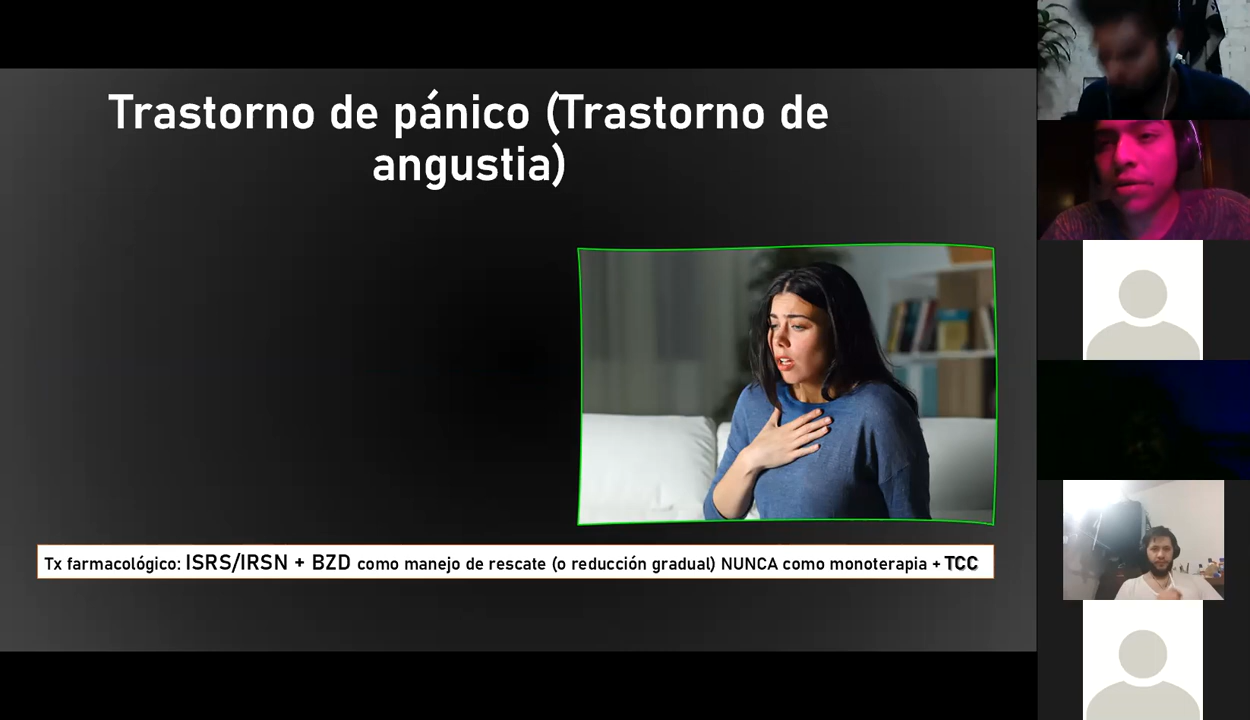 Trastorno de pánico (Trastorno de
angustia)
Tx farmacológico: ISRS/IRSN + BZD como manejo de rescate (o reducción gradual) NUNCA como monoterapia + TCC